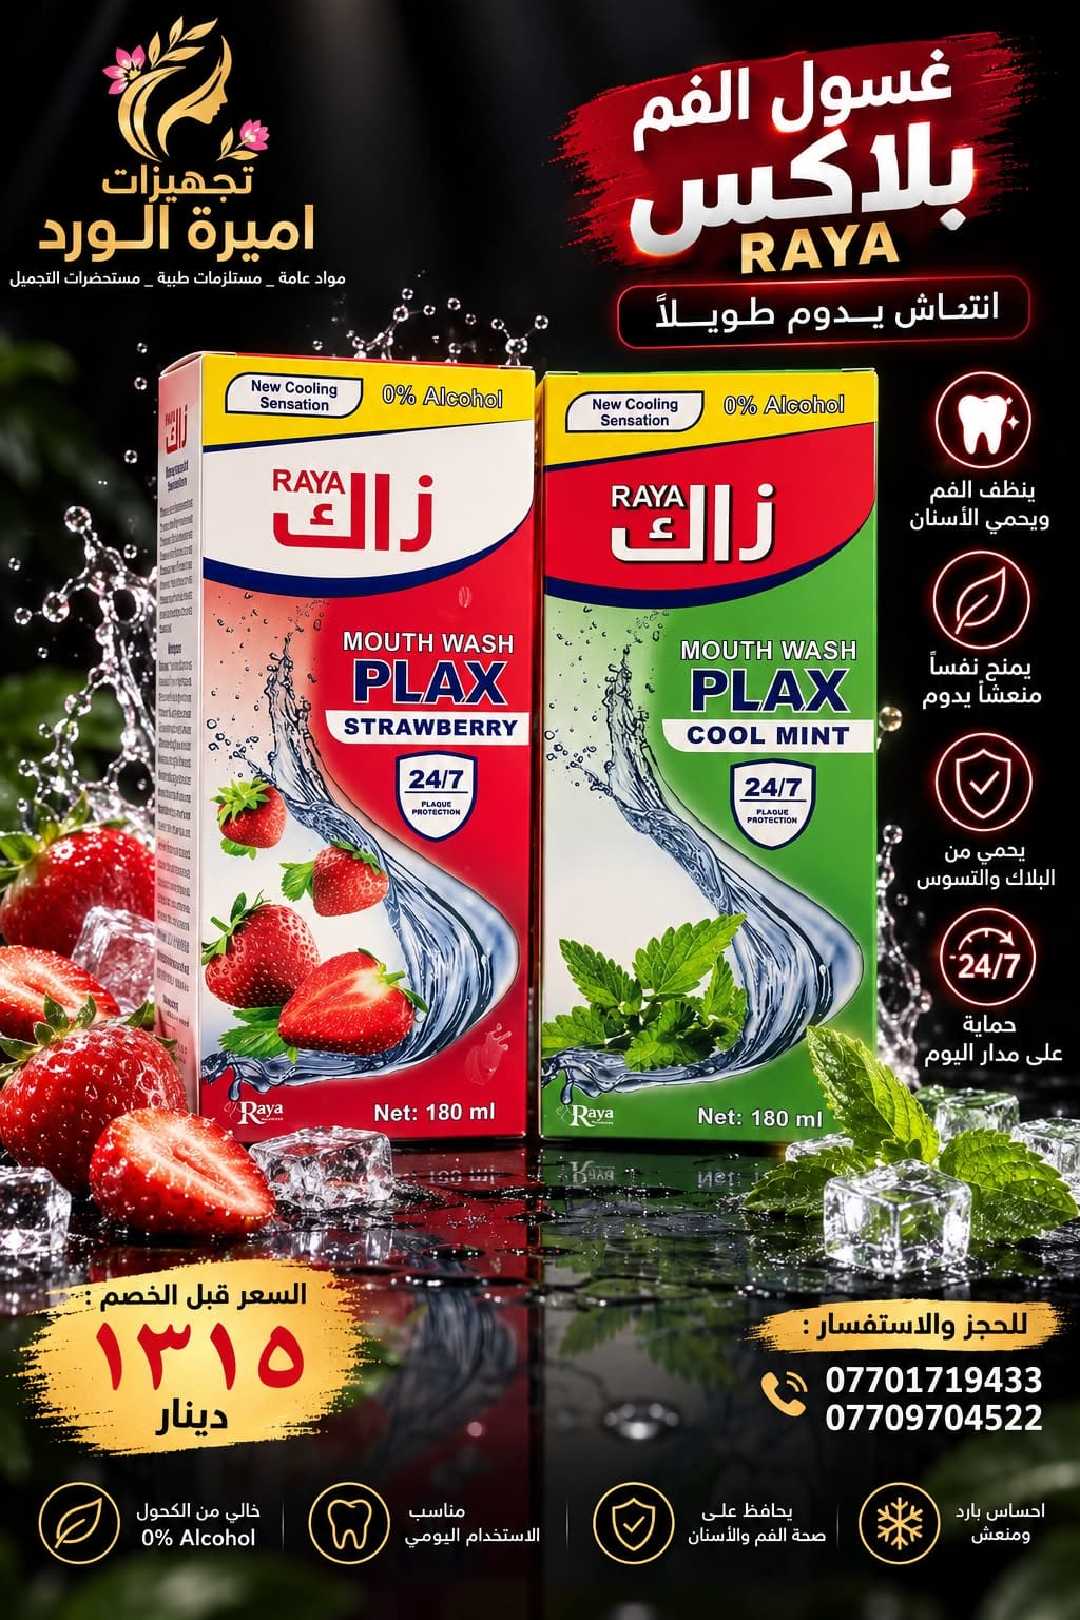 تجهيزات
اميرة الورد
مواد عامة _ مستلزمات طبية _ مستحضرات التجميل
غسول الفم
بلاكس
RAYA
انتعاش يدوم طويلاً
New Cooling
Sensation
0% Alcohol
RAYA
زاك
MOUTH WASH
PLAX
STRAWBERRY
24/7
PLAQUE
PROTECTION
Raya
Net: 180 ml
زاك
New Cooling
Sensation
0% Alcohol
RAYA
زاك
MOUTH WASH
PLAX
COOL MINT
24/7
PLAQUE
PROTECTION
Raya
Net: 180 ml
ينظف الفم
ويحمي الأسنان
يمنح نفساً
منعشاً يدوم
يحمي من
البلاك والتسوس
24/7
حماية
على مدار اليوم
السعر قبل الخصم :
١٣١٥
دينار
للحجز والاستفسار :
07701719433
07709704522
احساس بارد
ومنعش
يحافظ على
صحة الفم والأسنان
مناسب
الاستخدام اليومي
خالي من الكحول
0% Alcohol